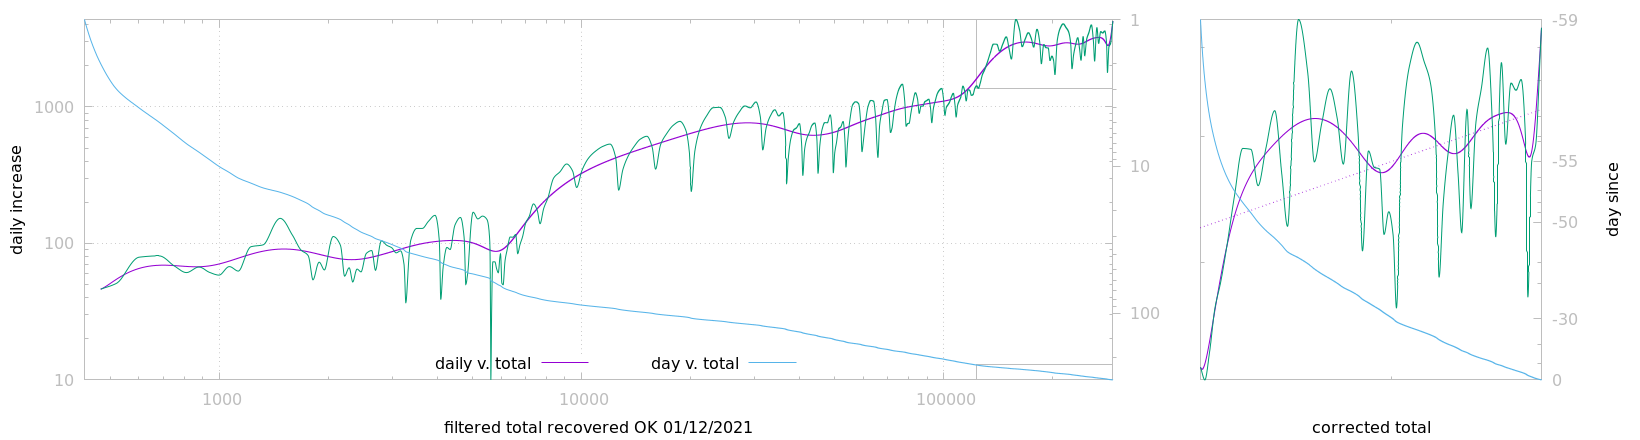 daily increase
1000
100
10
1000
10000
100000
1
10
100
daily v. total
day v. total
filtered total recovered OK 01/12/2021
-59
-55
-50
-30
0
day since
corrected total